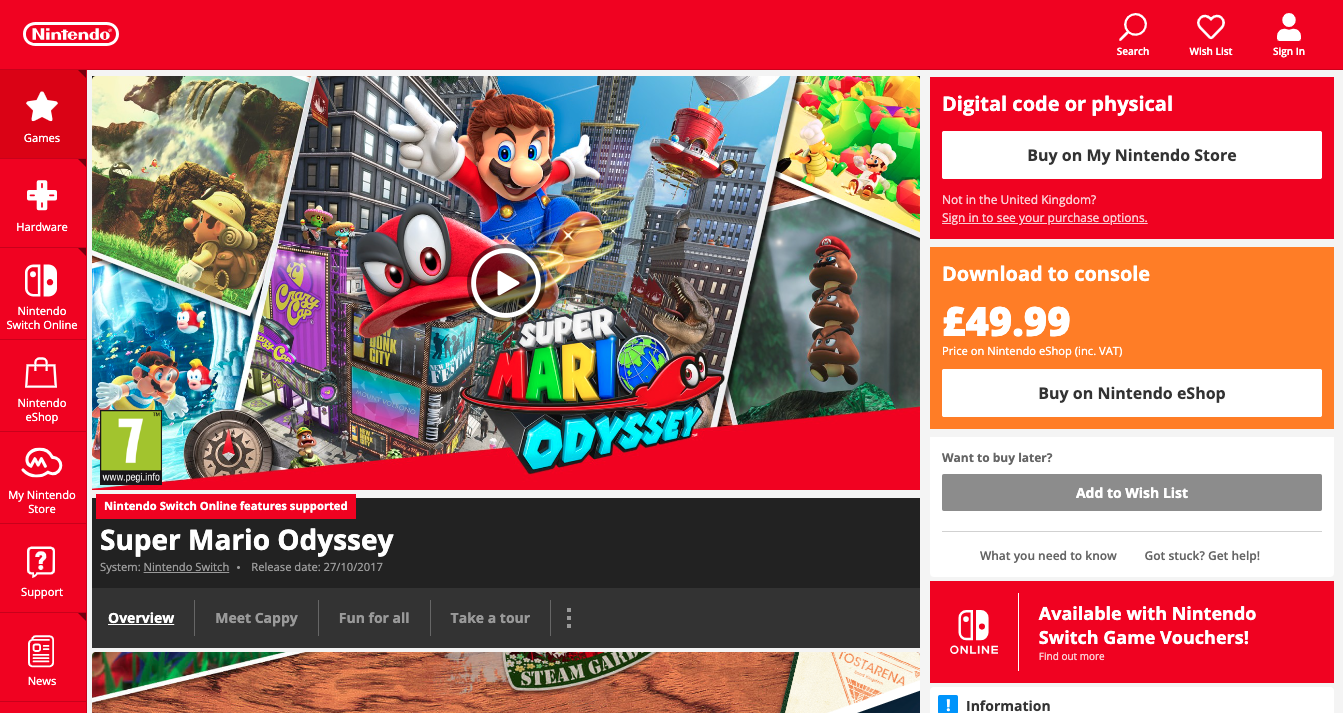 Nintendo
Search
Wish List
Sign In
Games
Hardware
Nintendo
Switch Online
Nintendo
eShop
My Nintendo
Store
Support
News
CRAZY
CAP
SUPER
MARIO
ODYSSEY
7
www.pegi.info
Nintendo Switch Online features supported
Super Mario Odyssey
System: Nintendo Switch • Release date: 27/10/2017
Overview
Meet Cappy
Fun for all
Take a tour
STEAM GARD
TOSTARENA
Digital code or physical
Buy on My Nintendo Store
Not in the United Kingdom?
Sign in to see your purchase options.
Download to console
£49.99
Price on Nintendo eShop (inc. VAT)
Buy on Nintendo eShop
Want to buy later?
Add to Wish List
What you need to know
Got stuck? Get help!
ONLINE
Available with Nintendo
Switch Game Vouchers!
Find out more
Information